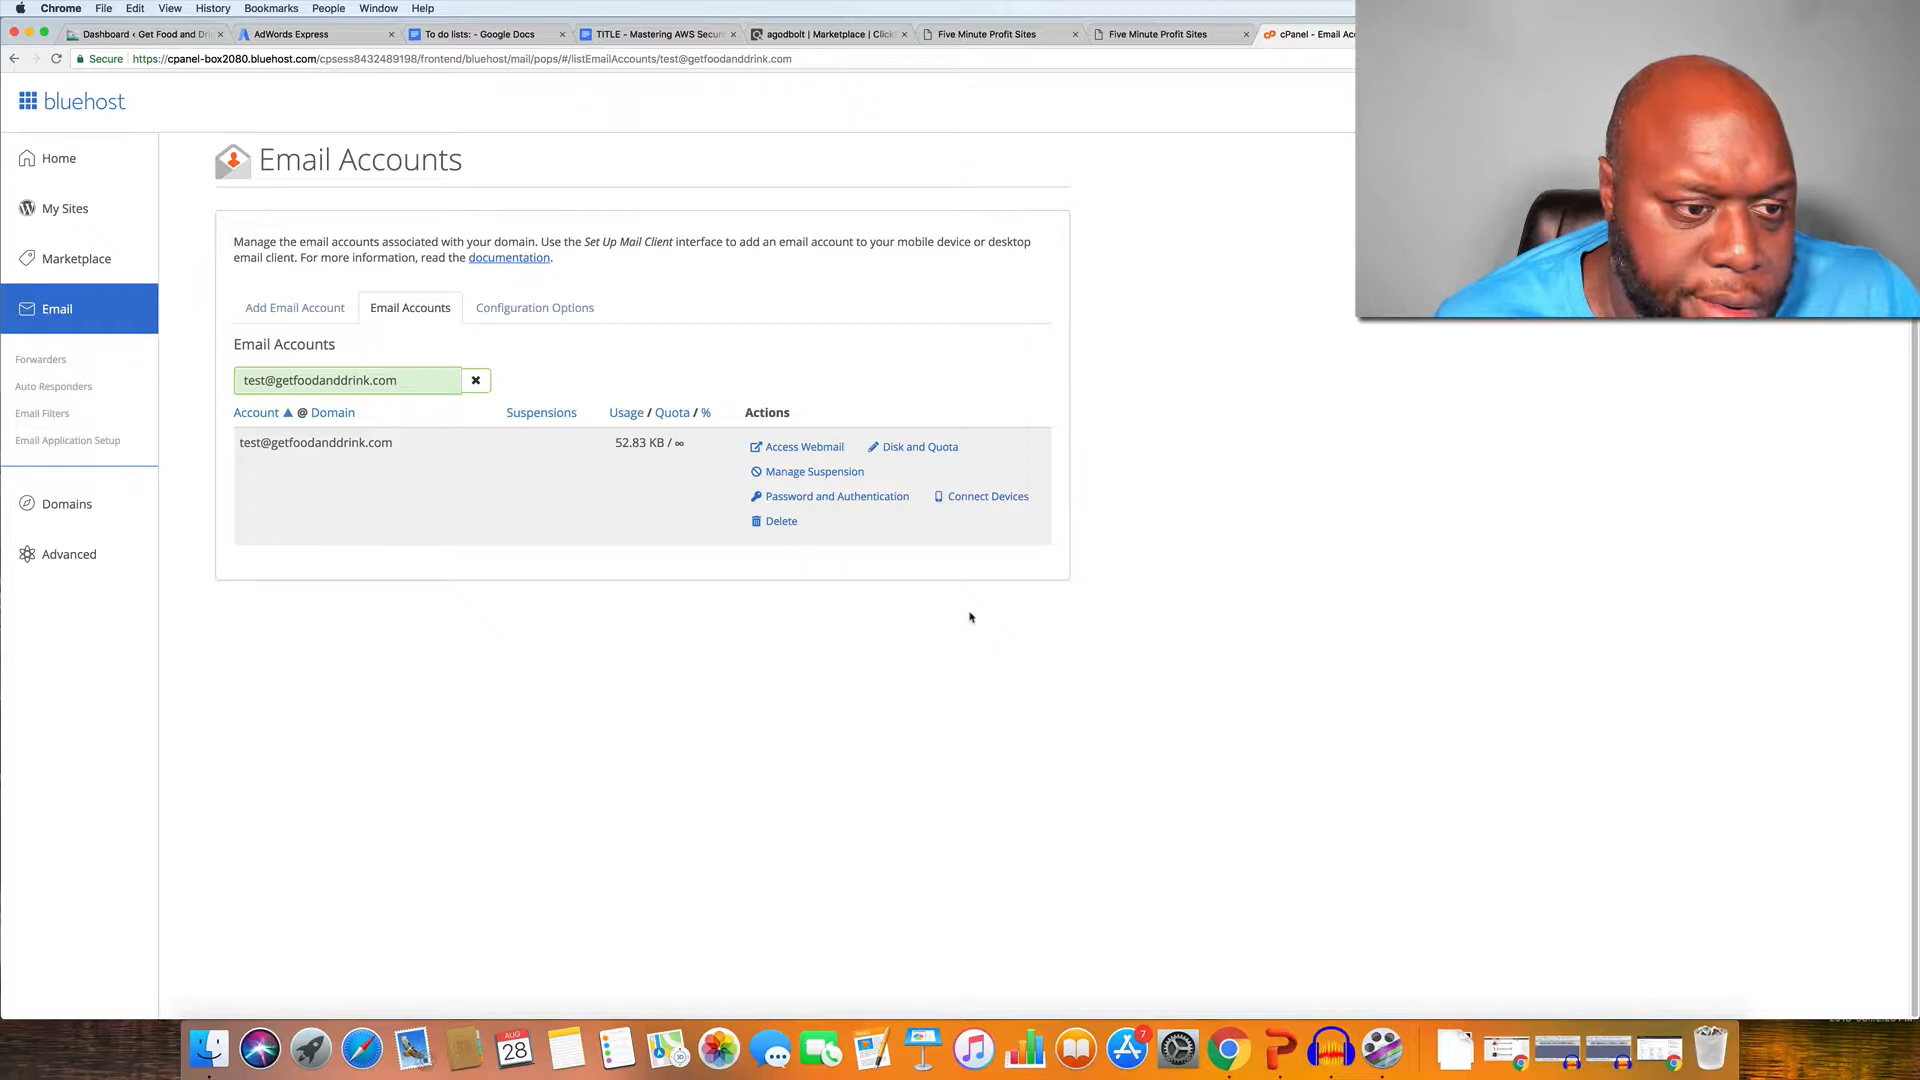 Chrome File Edit View History Bookmarks People Window Help
Dashboard ‹ Get Food and Dri
AdWords Express
To do lists: - Google Docs
TITLE - Mastering AWS Secur
agodbolt | Marketplace | Click
Five Minute Profit Sites
Five Minute Profit Sites
cPanel - Email Acc
Secure https://cpanel-box2080.bluehost.com/cpsess8432489198/frontend/bluehost/mail/pops/#/listEmailAccounts/test@getfoodanddrink.com
bluehost
Home
My Sites
Marketplace
Email
Forwarders
Auto Responders
Email Filters
Email Application Setup
Domains
Advanced
Email Accounts
Manage the email accounts associated with your domain. Use the Set Up Mail Client interface to add an email account to your mobile device or desktop
email client. For more information, read the documentation.
Add Email Account Email Accounts Configuration Options
Email Accounts
test@getfoodanddrink.com
Account @ Domain Suspensions Usage / Quota / % Actions
test@getfoodanddrink.com 52.83 KB / ∞
Access Webmail Disk and Quota
Manage Suspension
Password and Authentication Connect Devices
Delete
AUG
28
3D
7